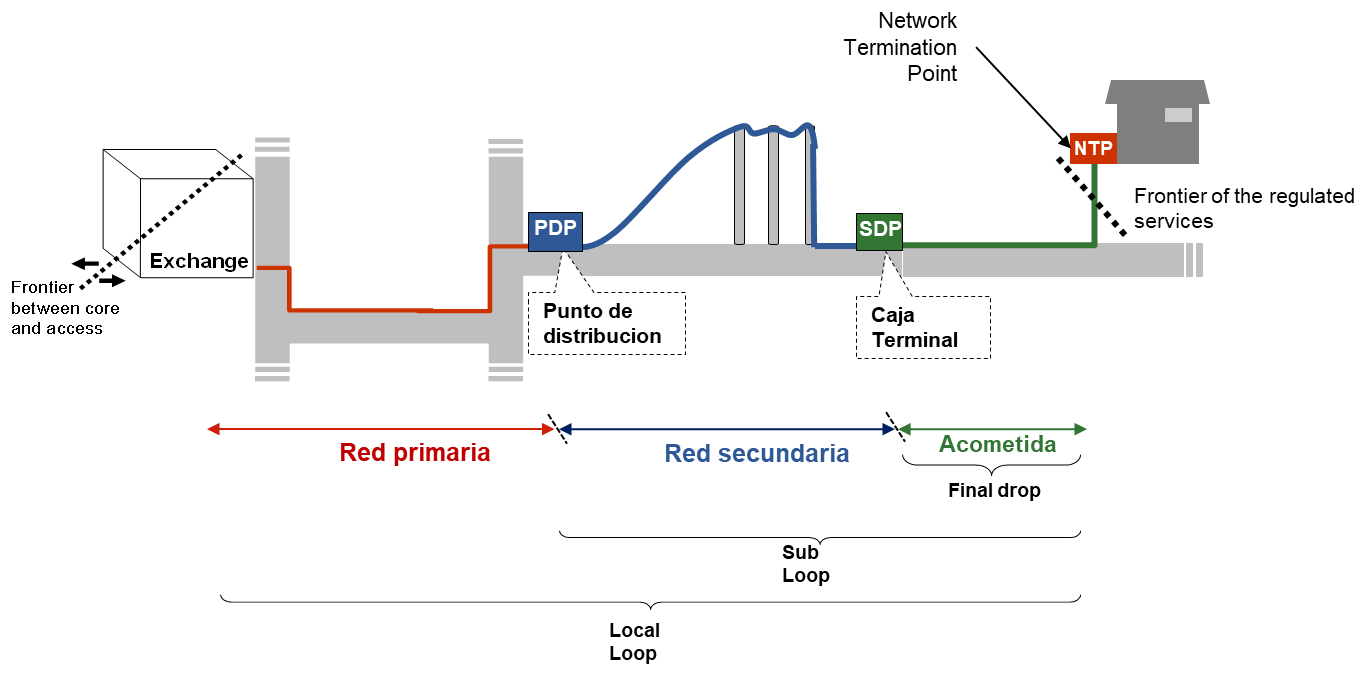 Network
Termination
Point
NTP
Frontier of the regulated
services
PDP
SDP
Exchange
Frontier
between core
and access
Punto de
distribucion
Caja
Terminal
Red primaria
Red secundaria
Acometida
Final drop
Sub
Loop
Local
Loop